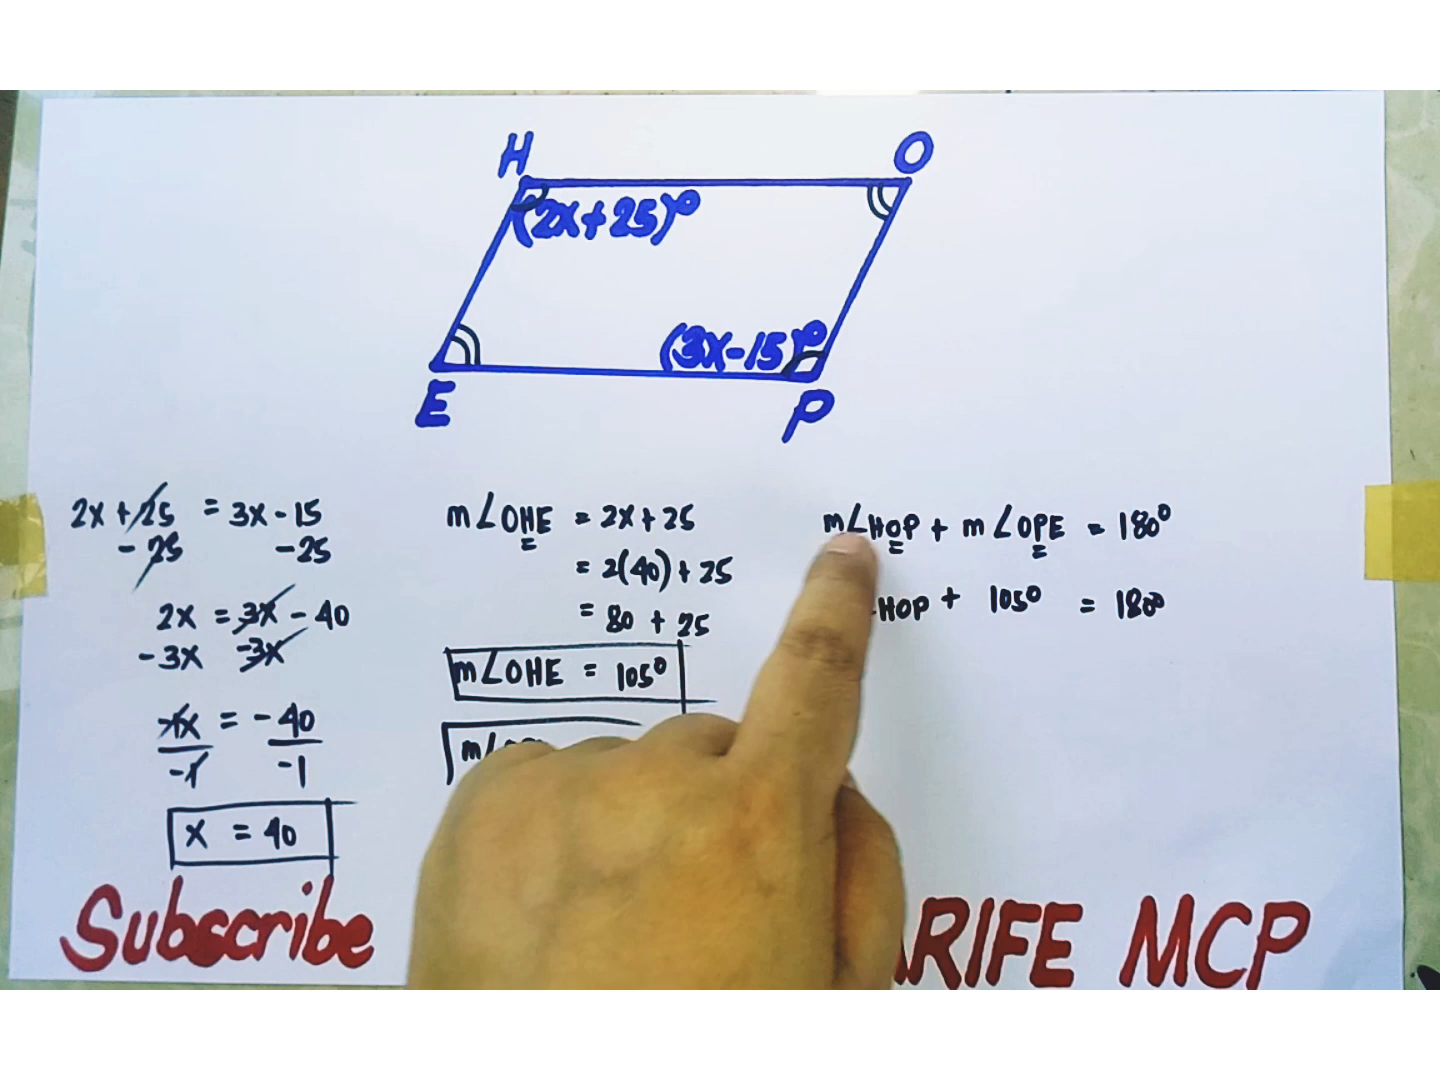 H
O
(2x+25)°
(3x-15)°
E
P
2x + 25 = 3x - 15
- 25 -25
2x = 3x - 40
-3x -3x
-1x = -40
-1 -1
x = 40
m∠OHE = 2x + 25
= 2(40) + 25
= 80 + 25
m∠OHE = 105°
m∠
m∠HOP + m∠OPE = 180°
HOP + 105° = 180°
Subscribe
ARIFE MCP